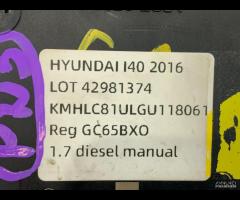 HYUNDAI I40 2016
LOT 42981374
KMHLC81ULGU118061
Reg GC65BXO
1.7 diesel manual